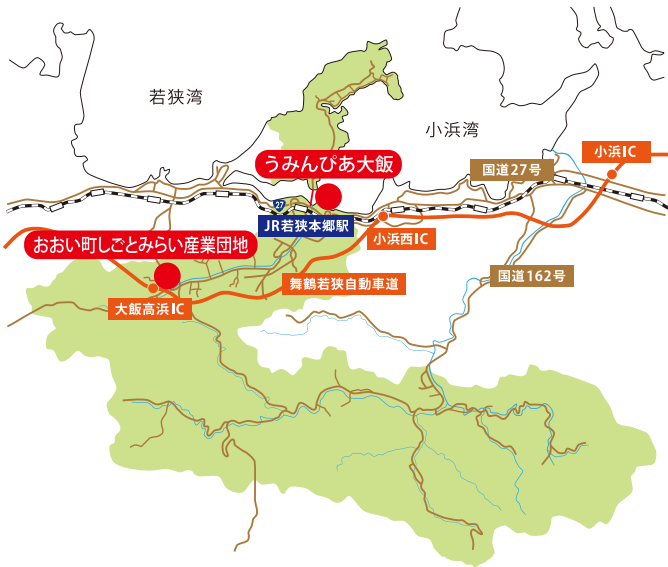 若狭湾
小浜湾
小浜IC
うみんぴあ大飯
国道27号
27
JR若狭本郷駅
小浜西IC
おおい町しごとみらい産業団地
国道162号
舞鶴若狭自動車道
大飯高浜IC